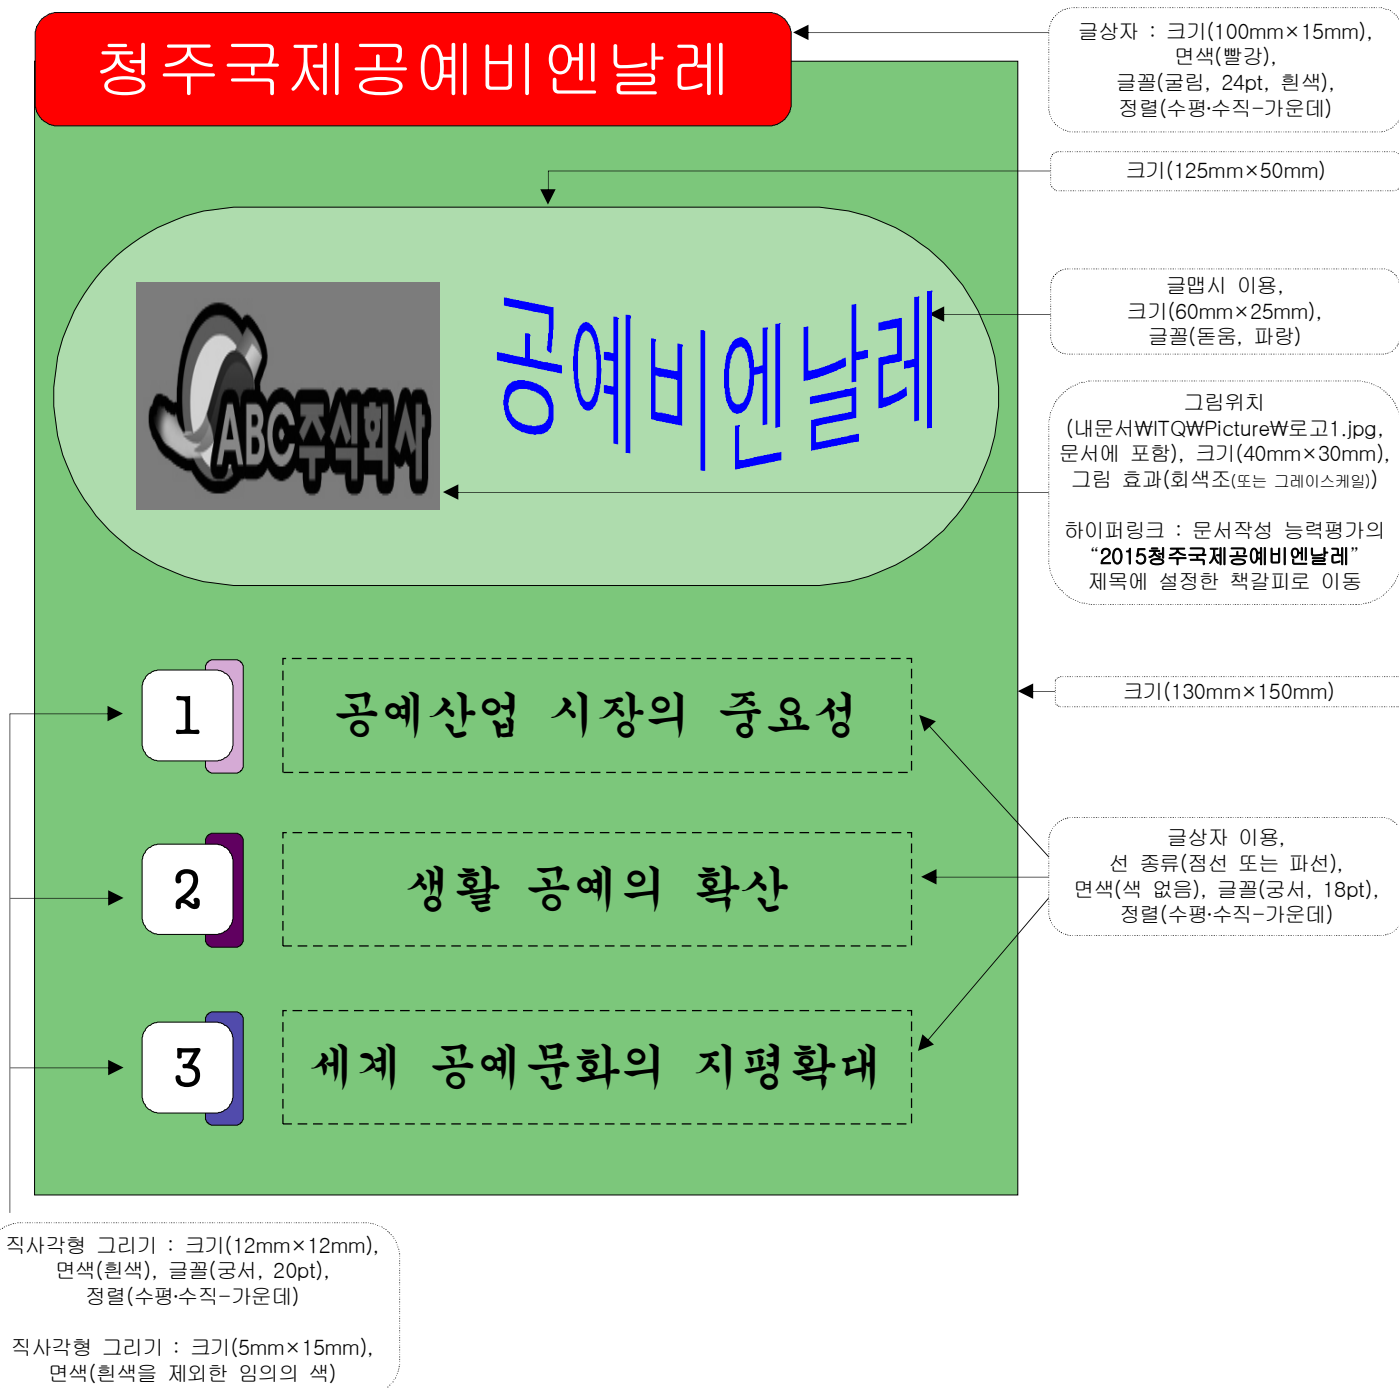 청주국제공예비엔날레
글상자 : 크기(100mm×15mm),
면색(빨강),
글꼴(굴림, 24pt, 흰색),
정렬(수평·수직-가운데)
크기(125mm×50mm)
공예비엔날레
글맵시 이용,
크기(60mm×25mm),
글꼴(돋움, 파랑)
ABC주식회사
그림위치
(내문서₩ITQ₩Picture₩로고1.jpg,
문서에 포함), 크기(40mm×30mm),
그림 효과(회색조(또는 그레이스케일))
하이퍼링크 : 문서작성 능력평가의
“2015청주국제공예비엔날레”
제목에 설정한 책갈피로 이동
크기(130mm×150mm)
1 공예산업 시장의 중요성
2 생활 공예의 확산
3 세계 공예문화의 지평확대
글상자 이용,
선 종류(점선 또는 파선),
면색(색 없음), 글꼴(궁서, 18pt),
정렬(수평·수직-가운데)
직사각형 그리기 : 크기(12mm×12mm),
면색(흰색), 글꼴(궁서, 20pt),
정렬(수평·수직-가운데)
직사각형 그리기 : 크기(5mm×15mm),
면색(흰색을 제외한 임의의 색)